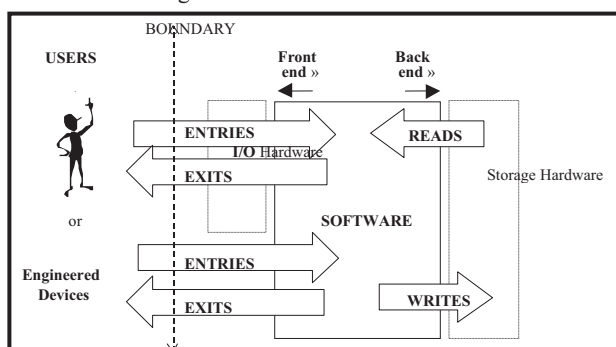 BOUNDARY
USERS
Front
end »
Back
end »
ENTRIES
READS
I/O Hardware
EXITS
Storage Hardware
or
SOFTWARE
ENTRIES
Engineered
Devices
EXITS
WRITES